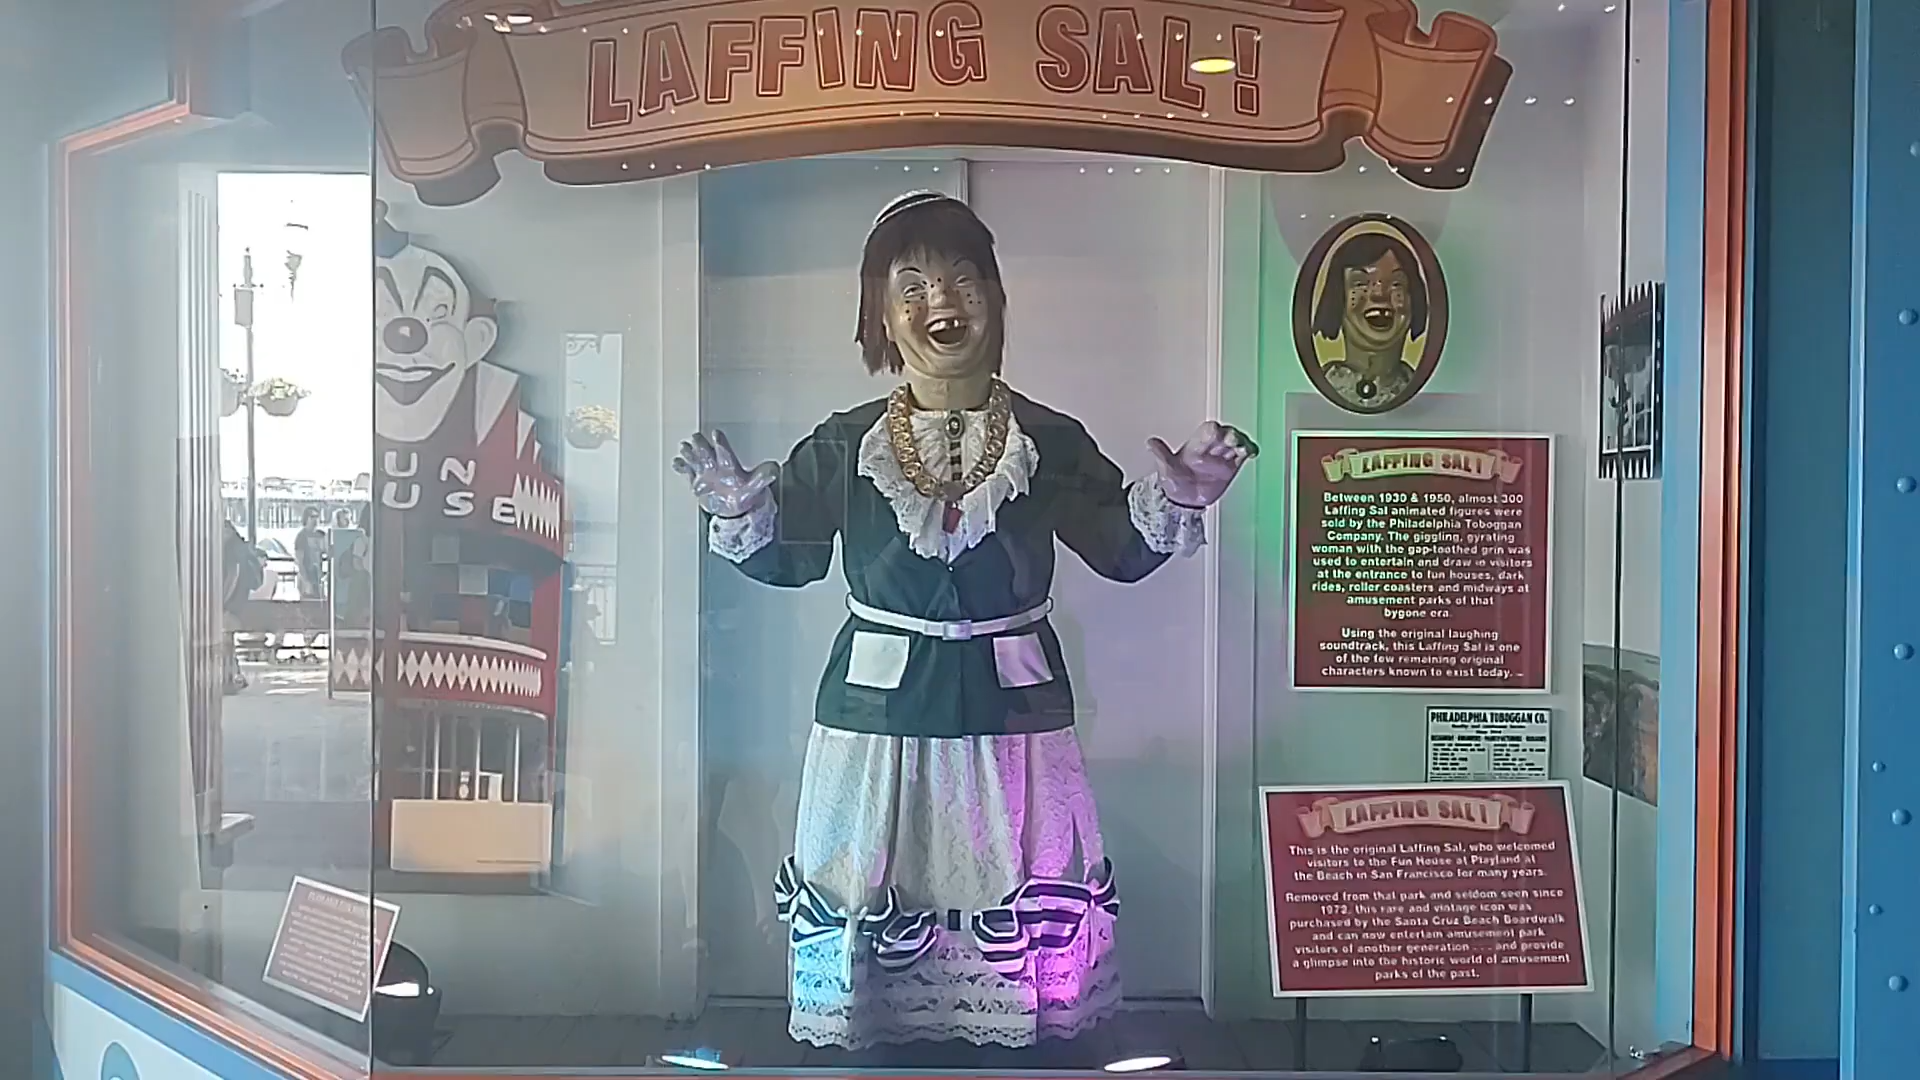 LAFFING SAL!
UN
USE
LAFFING SAL!
Between 1930 & 1950, almost 300
Laffing Sal animated figures were
sold by the Philadelphia Toboggan
Company. The giggling, gyrating
woman with the gap-toothed grin was
used to entertain and draw in visitors
at the entrance to fun houses, dark
rides, roller coasters and midways at
amusement parks of that
bygone era.
Using the original laughing
soundtrack, this Laffing Sal is one
of the few remaining original
characters known to exist today.
PHILADELPHIA TOBOGGAN CO.
LAFFING SAL!
This is the original Laffing Sal, who welcomed
visitors to the Fun House at Playland at
the Beach in San Francisco for many years.
Removed from that park and seldom seen since
1972, this rare and vintage icon was
purchased by the Santa Cruz Beach Boardwalk
and can now entertain amusement park
visitors of another generation . . . and provide
a glimpse into the historic world of amusement
parks of the past.